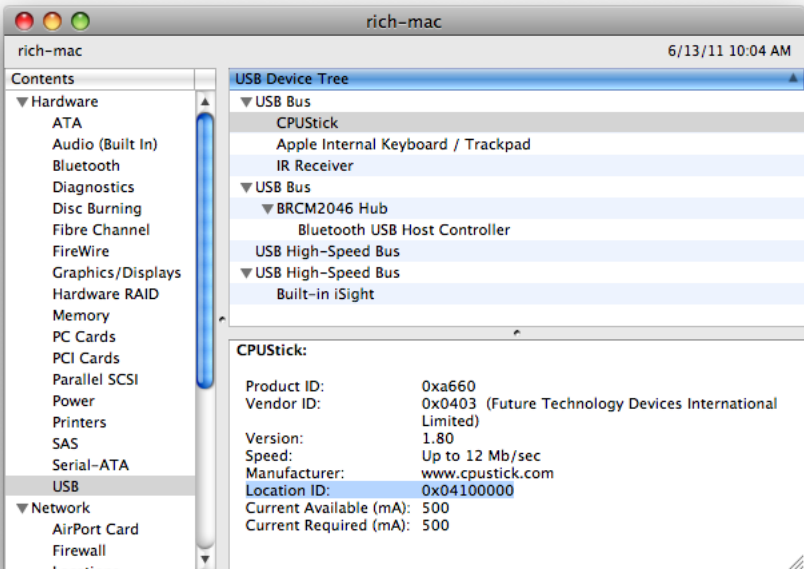 rich-mac
rich-mac
6/13/11 10:04 AM
Contents
Hardware
ATA
Audio (Built In)
Bluetooth
Diagnostics
Disc Burning
Fibre Channel
FireWire
Graphics/Displays
Hardware RAID
Memory
PC Cards
PCI Cards
Parallel SCSI
Power
Printers
SAS
Serial-ATA
USB
Network
AirPort Card
Firewall
USB Device Tree
USB Bus
CPUStick
Apple Internal Keyboard / Trackpad
IR Receiver
USB Bus
BRCM2046 Hub
Bluetooth USB Host Controller
USB High-Speed Bus
USB High-Speed Bus
Built-in iSight
CPUStick:
Product ID: 0xa660
Vendor ID: 0x0403 (Future Technology Devices International
Limited)
Version: 1.80
Speed: Up to 12 Mb/sec
Manufacturer: www.cpustick.com
Location ID: 0x04100000
Current Available (mA): 500
Current Required (mA): 500